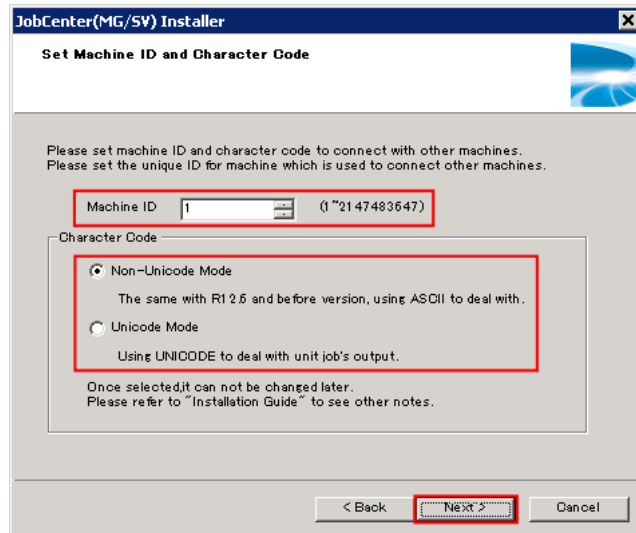 JobCenter(MG/SV) Installer
Set Machine ID and Character Code
Please set machine ID and character code to connect with other machines.
Please set the unique ID for machine which is used to connect other machines.
Machine ID 1 (1~2147483647)
Character Code
Non-Unicode Mode
The same with R12.6 and before version, using ASCII to deal with.
Unicode Mode
Using UNICODE to deal with unit job's output.
Once selected,it can not be changed later.
Please refer to "Installation Guide" to see other notes.
< Back Next > Cancel